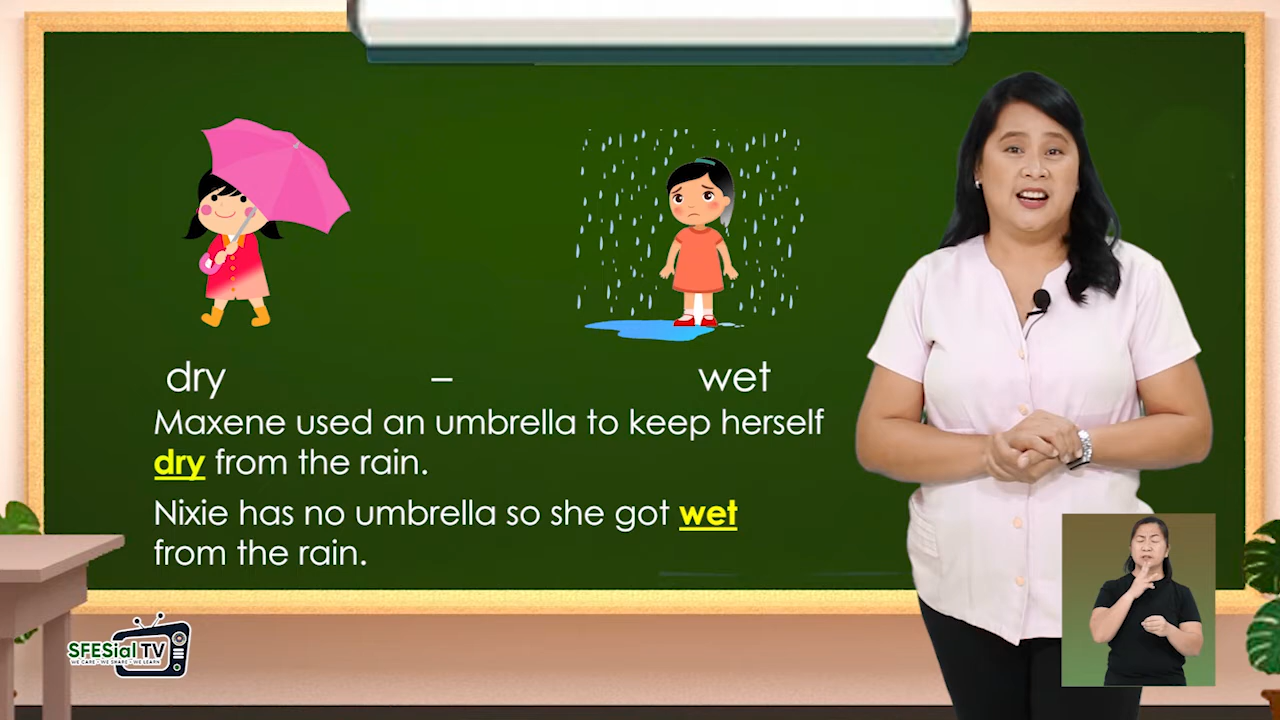 dry – wet
Maxene used an umbrella to keep herself
dry from the rain.
Nixie has no umbrella so she got wet
from the rain.
SFESial TV
WE CARE • WE SHARE • WE LEARN